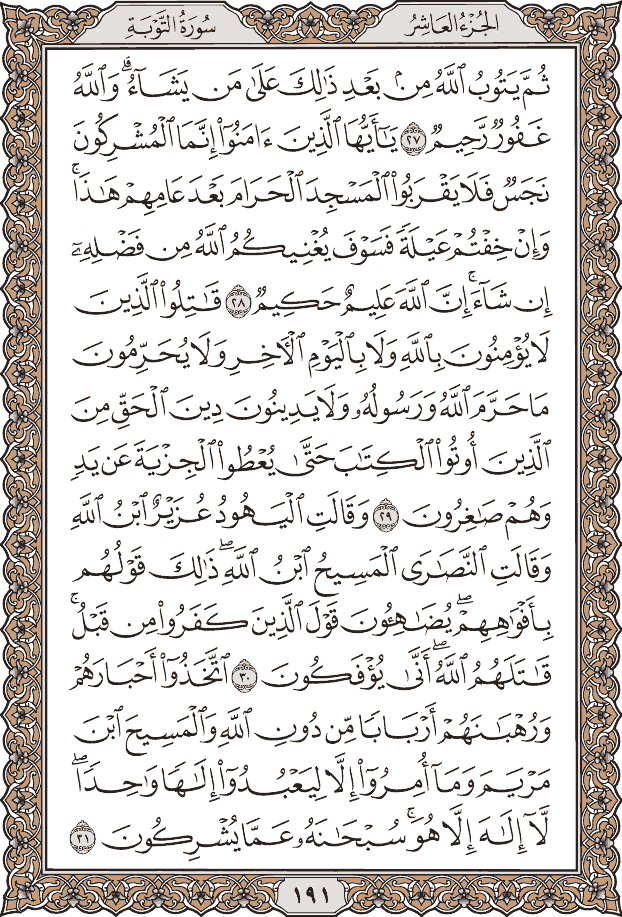 الجُزْءُ العَاشِرُ
سُورَةُ التَّوْبَةِ
ثُمَّ يَتُوبُ ٱللَّهُ مِنۢ بَعْدِ ذَٰلِكَ عَلَىٰ مَن يَشَآءُۗ وَٱللَّهُ
غَفُورٌ رَّحِيمٌ ٢٧ يَـٰٓأَيُّهَا ٱلَّذِينَ ءَامَنُوٓا۟ إِنَّمَا ٱلْمُشْرِكُونَ
نَجَسٌ فَلَا يَقْرَبُوا۟ ٱلْمَسْجِدَ ٱلْحَرَامَ بَعْدَ عَامِهِمْ هَـٰذَاۚ
وَإِنْ خِفْتُمْ عَيْلَةً فَسَوْفَ يُغْنِيكُمُ ٱللَّهُ مِن فَضْلِهِۦٓ
إِن شَآءَۚ إِنَّ ٱللَّهَ عَلِيمٌ حَكِيمٌ ٢٨ قَـٰتِلُوا۟ ٱلَّذِينَ
لَا يُؤْمِنُونَ بِٱللَّهِ وَلَا بِٱلْيَوْمِ ٱلْـَٔاخِرِ وَلَا يُحَرِّمُونَ
مَا حَرَّمَ ٱللَّهُ وَرَسُولُهُۥ وَلَا يَدِينُونَ دِينَ ٱلْحَقِّ مِنَ
ٱلَّذِينَ أُوتُوا۟ ٱلْكِتَـٰبَ حَتَّىٰ يُعْطُوا۟ ٱلْجِزْيَةَ عَن يَدٍ
وَهُمْ صَـٰغِرُونَ ٢٩ وَقَالَتِ ٱلْيَهُودُ عُزَيْرٌ ٱبْنُ ٱللَّهِ
وَقَالَتِ ٱلنَّصَـٰرَى ٱلْمَسِيحُ ٱبْنُ ٱللَّهِۖ ذَٰلِكَ قَوْلُهُم
بِأَفْوَٰهِهِمْۖ يُضَـٰهِـُٔونَ قَوْلَ ٱلَّذِينَ كَفَرُوا۟ مِن قَبْلُۚ
قَـٰتَلَهُمُ ٱللَّهُۖ أَنَّىٰ يُؤْفَكُونَ ٣٠ ٱتَّخَذُوٓا۟ أَحْبَارَهُمْ
وَرُهْبَـٰنَهُمْ أَرْبَابًا مِّن دُونِ ٱللَّهِ وَٱلْمَسِيحَ ٱبْنَ
مَرْيَمَ وَمَآ أُمِرُوٓا۟ إِلَّا لِيَعْبُدُوٓا۟ إِلَـٰهًا وَٰحِدًاۖ
لَّآ إِلَـٰهَ إِلَّا هُوَۚ سُبْحَـٰنَهُۥ عَمَّا يُشْرِكُونَ ٣١
١٩١